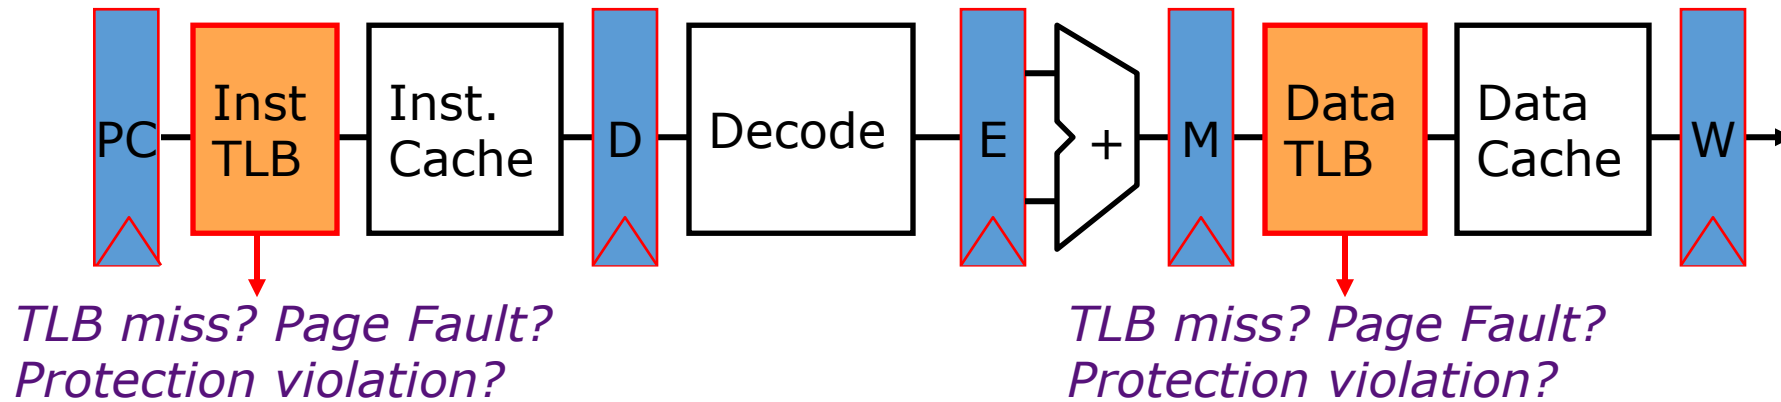 PC
Inst
TLB
Inst.
Cache
D
Decode
E
+
M
Data
TLB
Data
Cache
W
TLB miss? Page Fault?
Protection violation?
TLB miss? Page Fault?
Protection violation?